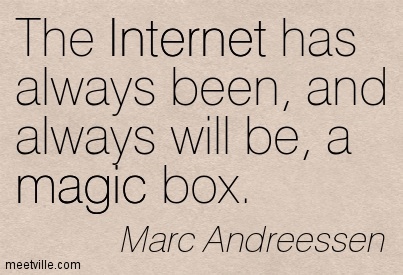 The Internet has
always been, and
always will be, a
magic box.
Marc Andreessen
meetville.com